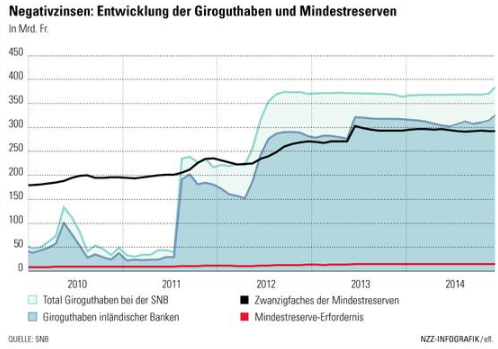 Negativzinsen: Entwicklung der Giroguthaben und Mindestreserven
In Mrd. Fr.
450
400
350
300
250
200
150
100
50
0
2010 2011 2012 2013 2014
Total Giroguthaben bei der SNB
Zwanzigfaches der Mindestreserven
Giroguthaben inländischer Banken
Mindestreserve-Erfordernis
QUELLE: SNB
NZZ-INFOGRAFIK/efl.